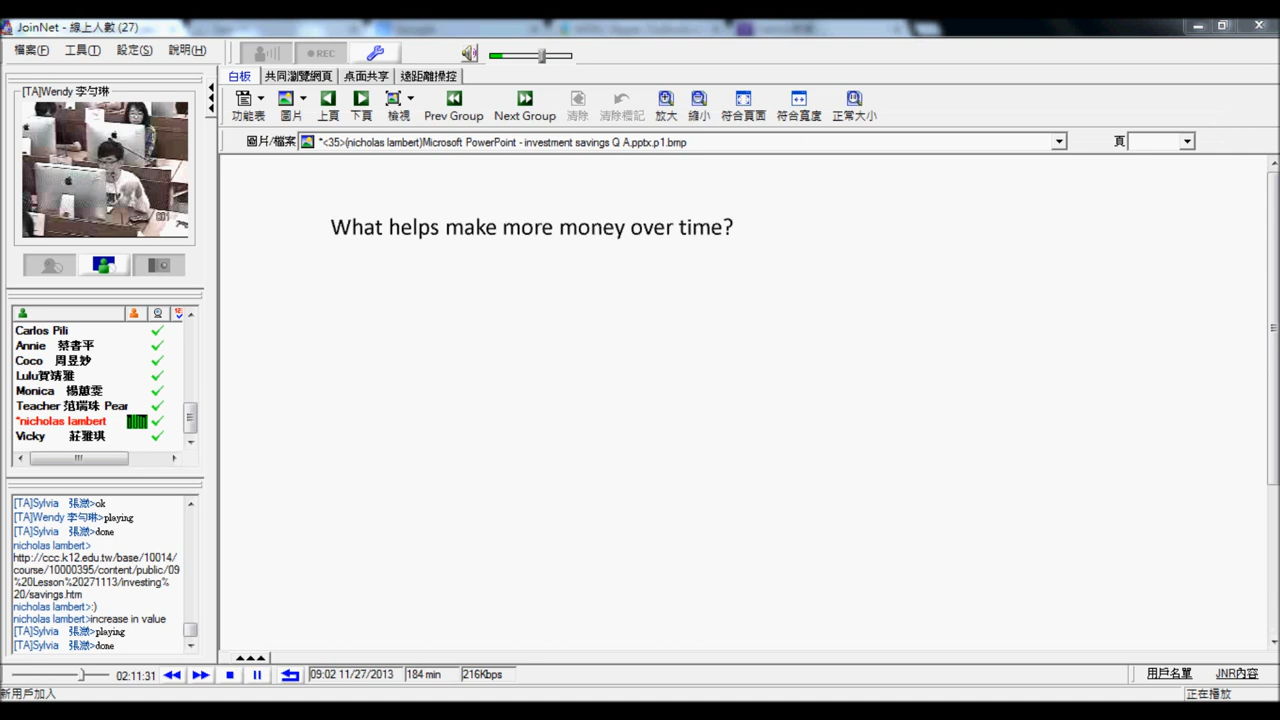 JoinNet - 線上人數 (27)
檔案(F) 工具(T) 設定(S) 說明(H)
REC
[TA]Wendy 李勻琳
白板 共同瀏覽網頁 桌面共享 遠距離操控
功能表 圖片 上頁 下頁 檢視 Prev Group Next Group 清除 清除標記 放大 縮小 符合頁面 符合寬度 正常大小
圖片/檔案 *<35>(nicholas lambert)Microsoft PowerPoint - investment savings Q A.pptx.p1.bmp 頁
What helps make more money over time?
Carlos Pili
Annie 蔡書平
Coco 周昱妙
Lulu賀靖雅
Monica 楊蕙雯
Teacher 范瑞珠 Pear
*nicholas lambert
Vicky 莊雅琪
[TA]Sylvia 張㵾>ok
[TA]Wendy 李勻琳>playing
[TA]Sylvia >done
nicholas lambert>
http://ccc.k12.edu.tw/base/10014/
course/10000395/content/public/09
%20Lesson%20271113/investing%
20/savings.htm
nicholas lambert>:)
nicholas lambert>increase in value
[TA]Sylvia >playing
[TA]Sylvia >done
02:11:31 09:02 11/27/2013 184 min 216Kbps 用戶名單 JNR內容
新用戶加入 正在播放